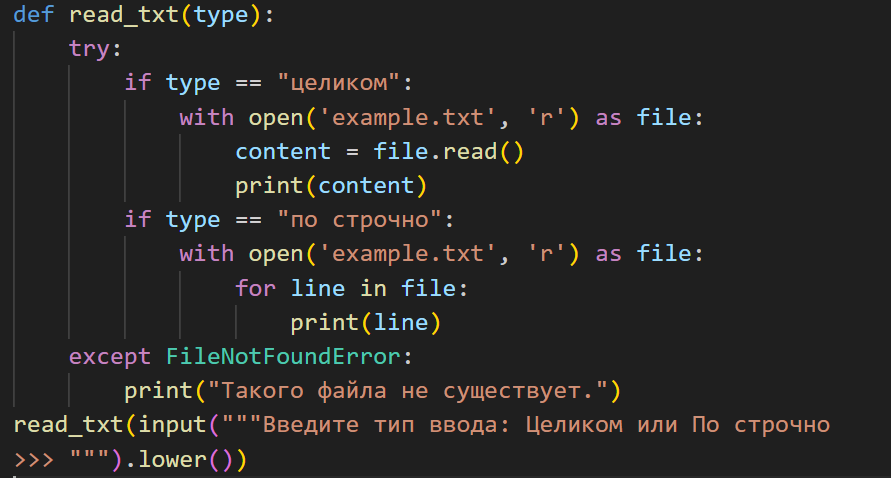 def read_txt(type):
    try:
        if type == "целиком":
            with open('example.txt', 'r') as file:
                content = file.read()
                print(content)
        if type == "по строчно":
            with open('example.txt', 'r') as file:
                for line in file:
                    print(line)
    except FileNotFoundError:
        print("Такого файла не существует.")
read_txt(input("""Введите тип ввода: Целиком или По строчно
>>> """).lower())